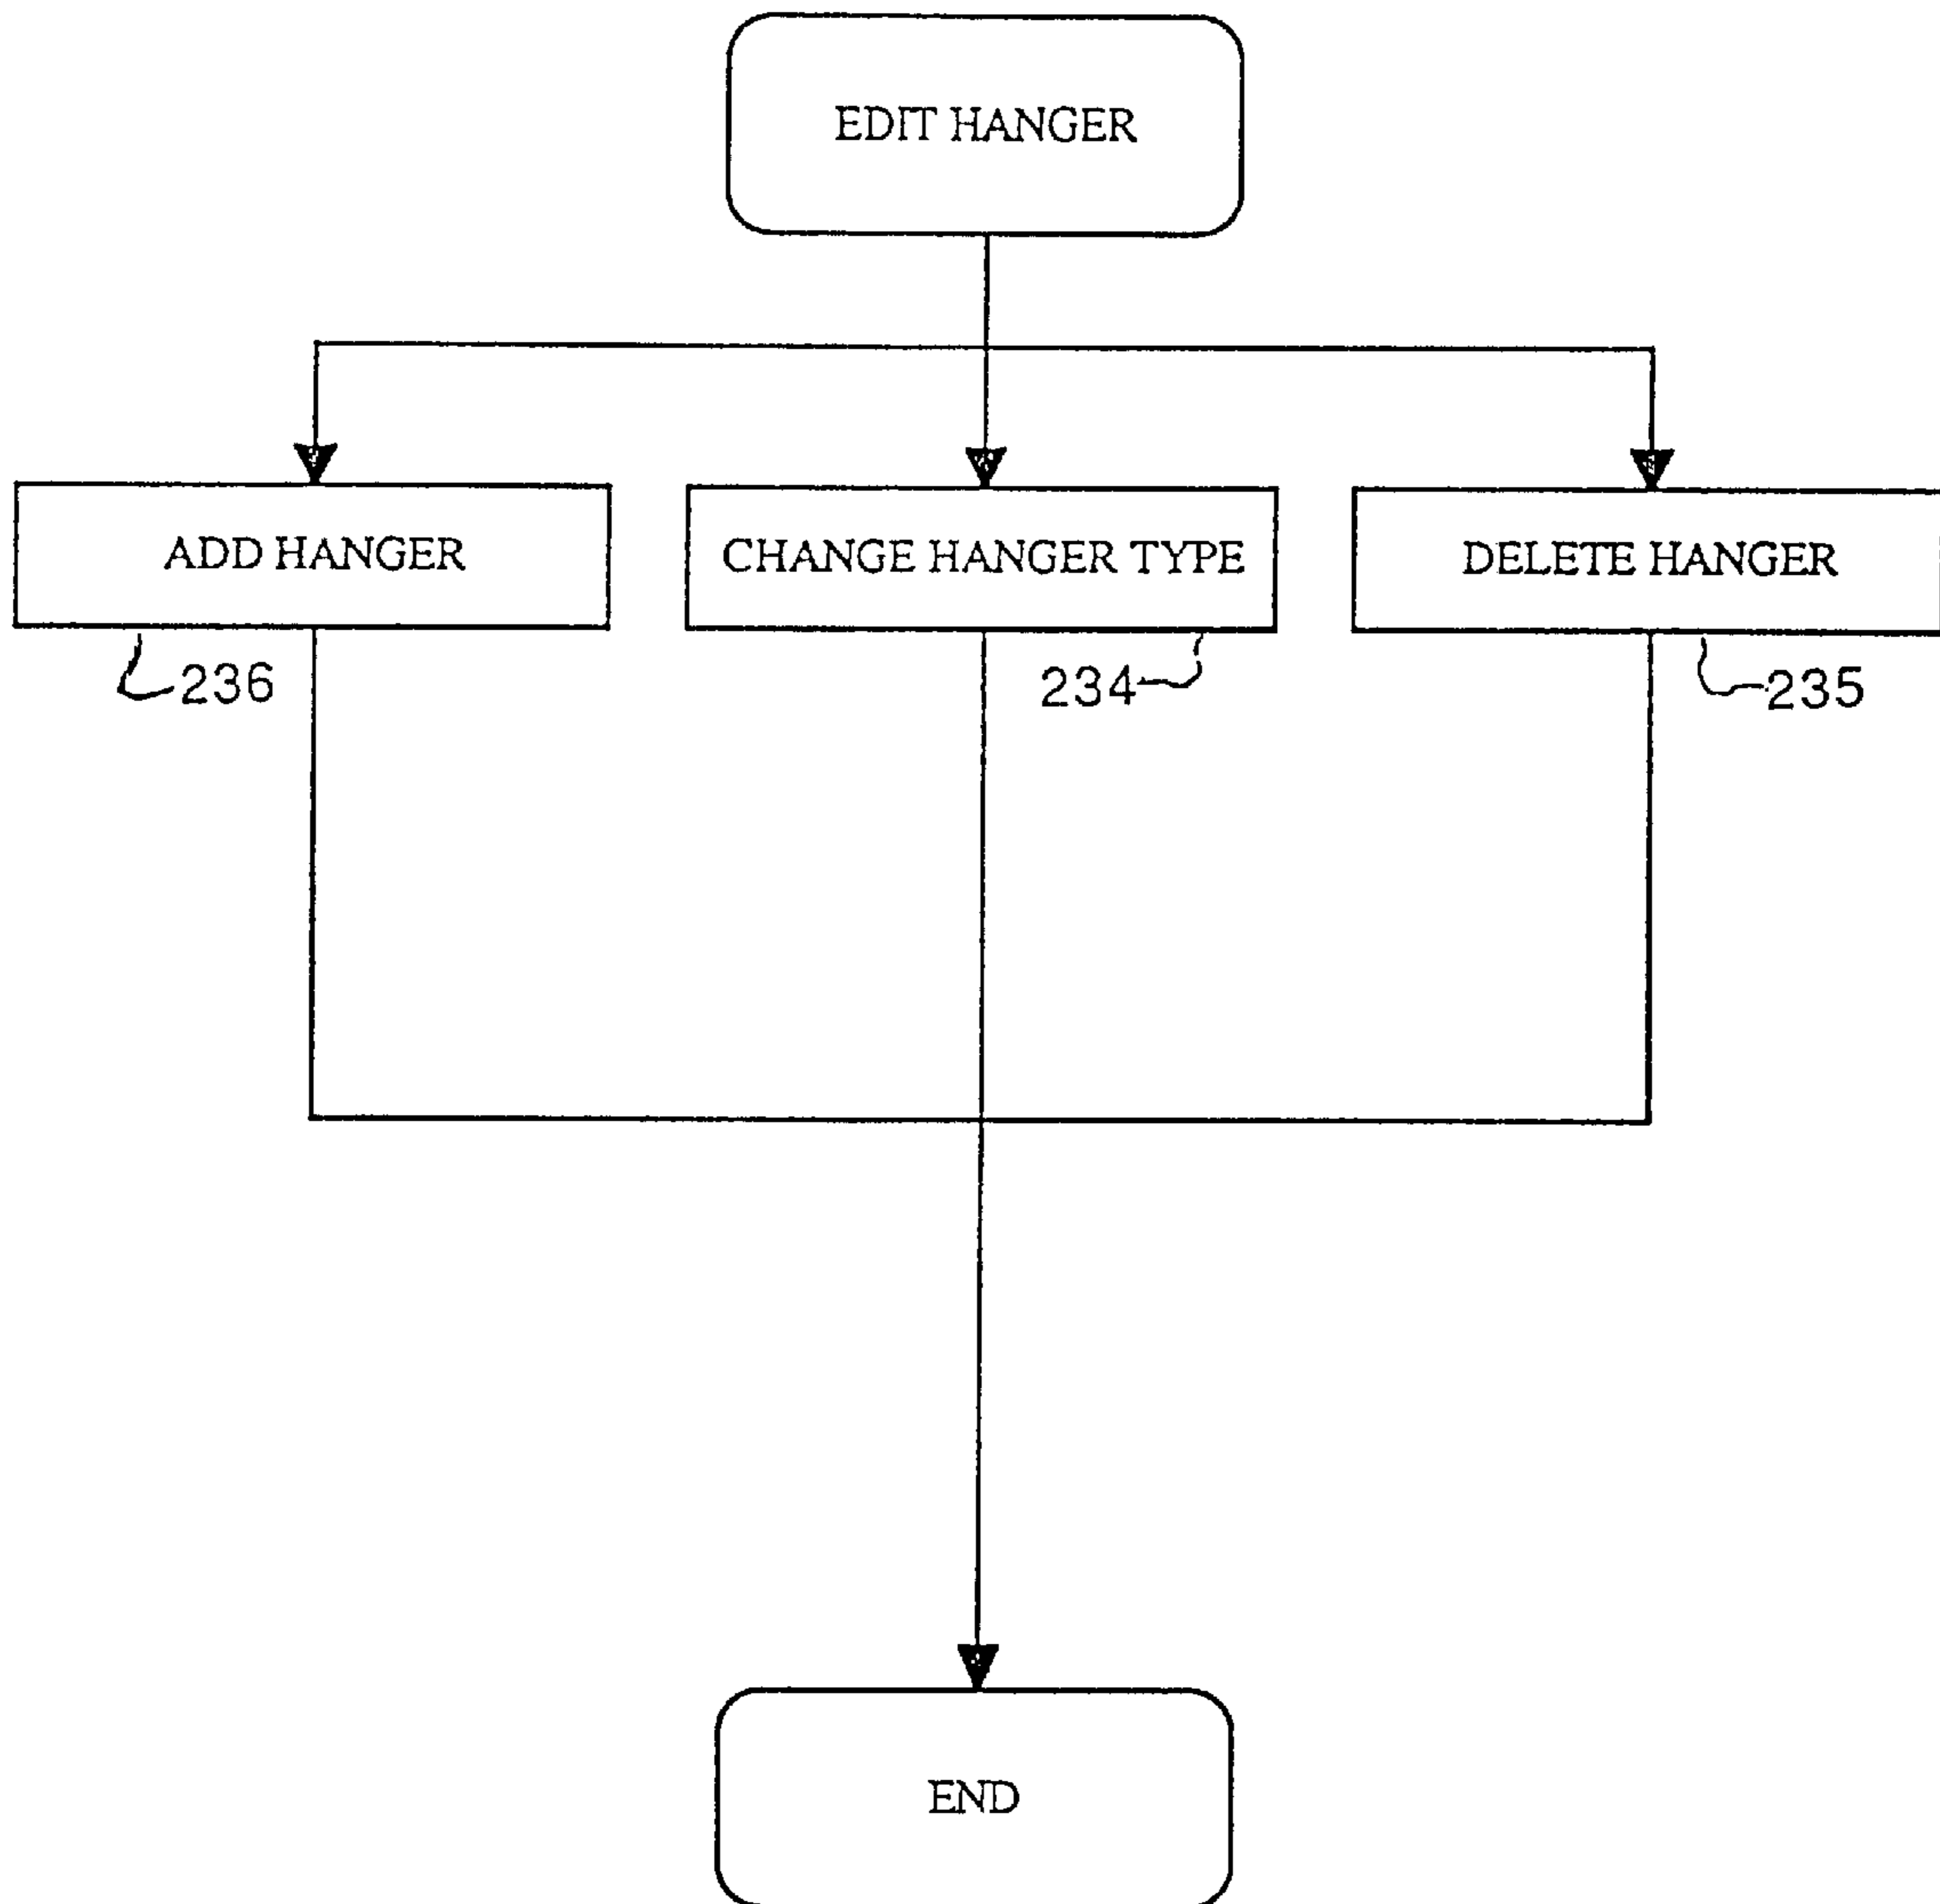 EDIT HANGER
ADD HANGER
CHANGE HANGER TYPE
DELETE HANGER
236
234
235
END